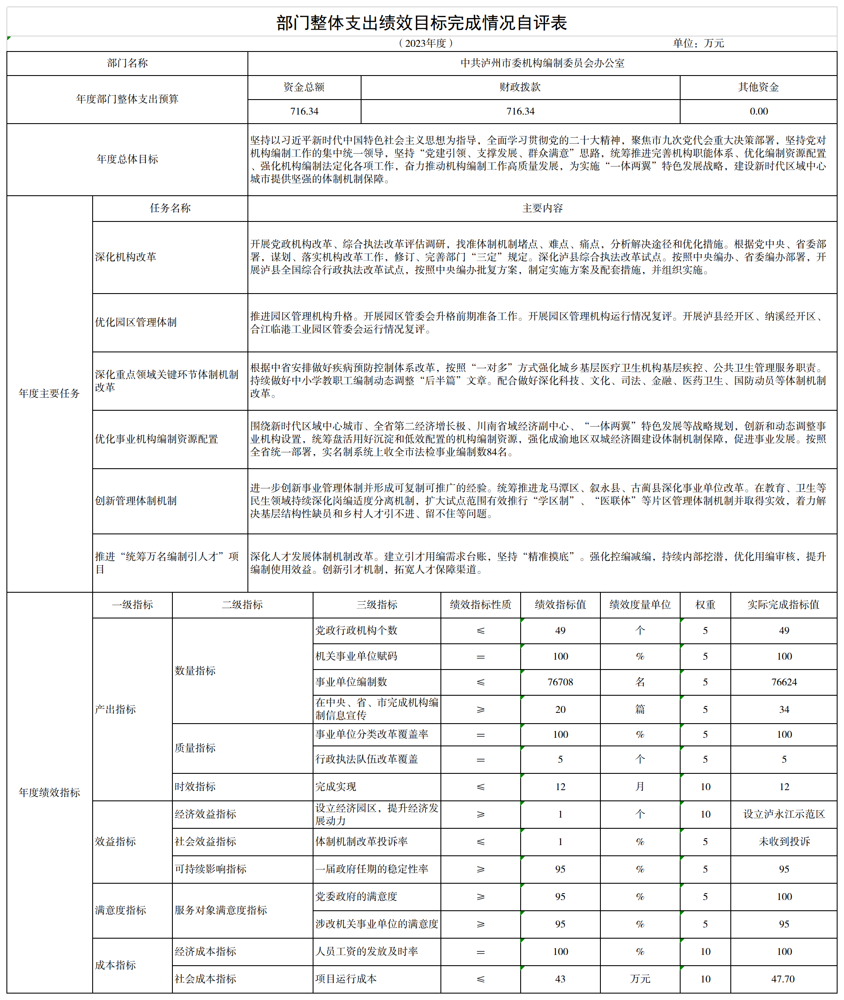 部门整体支出绩效目标完成情况自评表
（2023年度） 单位：万元
部门名称 中共泸州市委机构编制委员会办公室
年度部门整体支出预算 资金总额 财政拨款 其他资金
716.34 716.34 0.00
年度总体目标
坚持以习近平新时代中国特色社会主义思想为指导，全面学习贯彻党的二十大精神，聚焦市九次党代会重大决策部署，坚持党对
机构编制工作的集中统一领导，坚持“党建引领、支撑发展、群众满意”思路，统筹推进完善机构职能体系、优化编制资源配置
、强化机构编制法定化各项工作，奋力推动机构编制工作高质量发展，为实施“一体两翼”特色发展战略，建设新时代区域中心
城市提供坚强的体制机制保障。
年度主要任务
任务名称 主要内容
深化机构改革
开展党政机构改革、综合执法改革评估调研，找准体制机制堵点、难点、痛点，分析解决途径和优化措施。根据党中央、省委部
署，谋划、落实机构改革工作，修订、完善部门“三定”规定。深化泸县综合执法改革试点。按照中央编办、省委编办部署，开
展泸县全国综合行政执法改革试点，按照中央编办批复方案，制定实施方案及配套措施，并组织实施。
优化园区管理体制
推进园区管理机构升格。开展园区管委会升格前期准备工作。开展园区管理机构运行情况复评。开展泸县经开区、纳溪经开区、
合江临港工业园区管委会运行情况复评。
深化重点领域关键环节体制机制
改革
根据中省安排做好疾病预防控制体系改革，按照“一对多”方式强化城乡基层医疗卫生机构基层疾控、公共卫生管理服务职责。
持续做好中小学教职工编制动态调整“后半篇”文章。配合做好深化科技、文化、司法、金融、医药卫生、国防动员等体制机制
改革。
优化事业机构编制资源配置
围绕新时代区域中心城市、全省第二经济增长极、川南省域经济副中心、“一体两翼”特色发展等战略规划，创新和动态调整事
业机构设置，统筹盘活用好沉淀和低效配置的机构编制资源，强化成渝地区双城经济圈建设体制机制保障，促进事业发展。按照
全省统一部署，实名制系统上收全市法检事业编制数84名。
创新管理体制机制
进一步创新事业管理体制并形成可复制可推广的经验。统筹推进龙马潭区、叙永县、古蔺县深化事业单位改革。在教育、卫生等
民生领域持续深化岗编适度分离机制，扩大试点范围有效推行“学区制”、“医联体”等片区管理体制机制并取得实效，着力解
决基层结构性缺员和乡村人才引不进、留不住等问题。
推进“统筹万名编制引人才”项
目
深化人才发展体制机制改革。建立引才用编需求台账，坚持“精准摸底”。强化控编减编，持续内部挖潜，优化用编审核，提升
编制使用效益。创新引才机制，拓宽人才保障渠道。
年度绩效指标
一级指标 二级指标 三级指标 绩效指标性质 绩效指标值 绩效度量单位 权重 实际完成指标值
产出指标
数量指标
党政行政机构个数 ≤ 49 个 5 49
机关事业单位赋码 ＝ 100 % 5 100
事业单位编制数 ≤ 76708 名 5 76624
在中央、省、市完成机构编
制信息宣传 ≥ 20 篇 5 34
质量指标
事业单位分类改革覆盖率 ＝ 100 % 5 100
行政执法队伍改革覆盖 ＝ 5 个 5 5
时效指标 完成实现 ≤ 12 月 10 12
效益指标
经济效益指标
设立经济园区，提升经济发
展动力 ≥ 1 个 10 设立泸永江示范区
社会效益指标 体制机制改革投诉率 ≤ 1 % 5 未收到投诉
可持续影响指标 一届政府任期的稳定性率 ≥ 95 % 5 95
满意度指标 服务对象满意度指标
党委政府的满意度 ≥ 95 % 5 100
涉改机关事业单位的满意度 ≥ 95 % 5 95
成本指标
经济成本指标 人员工资的发放及时率 ＝ 100 % 10 100
社会成本指标 项目运行成本 ≤ 43 万元 10 47.70